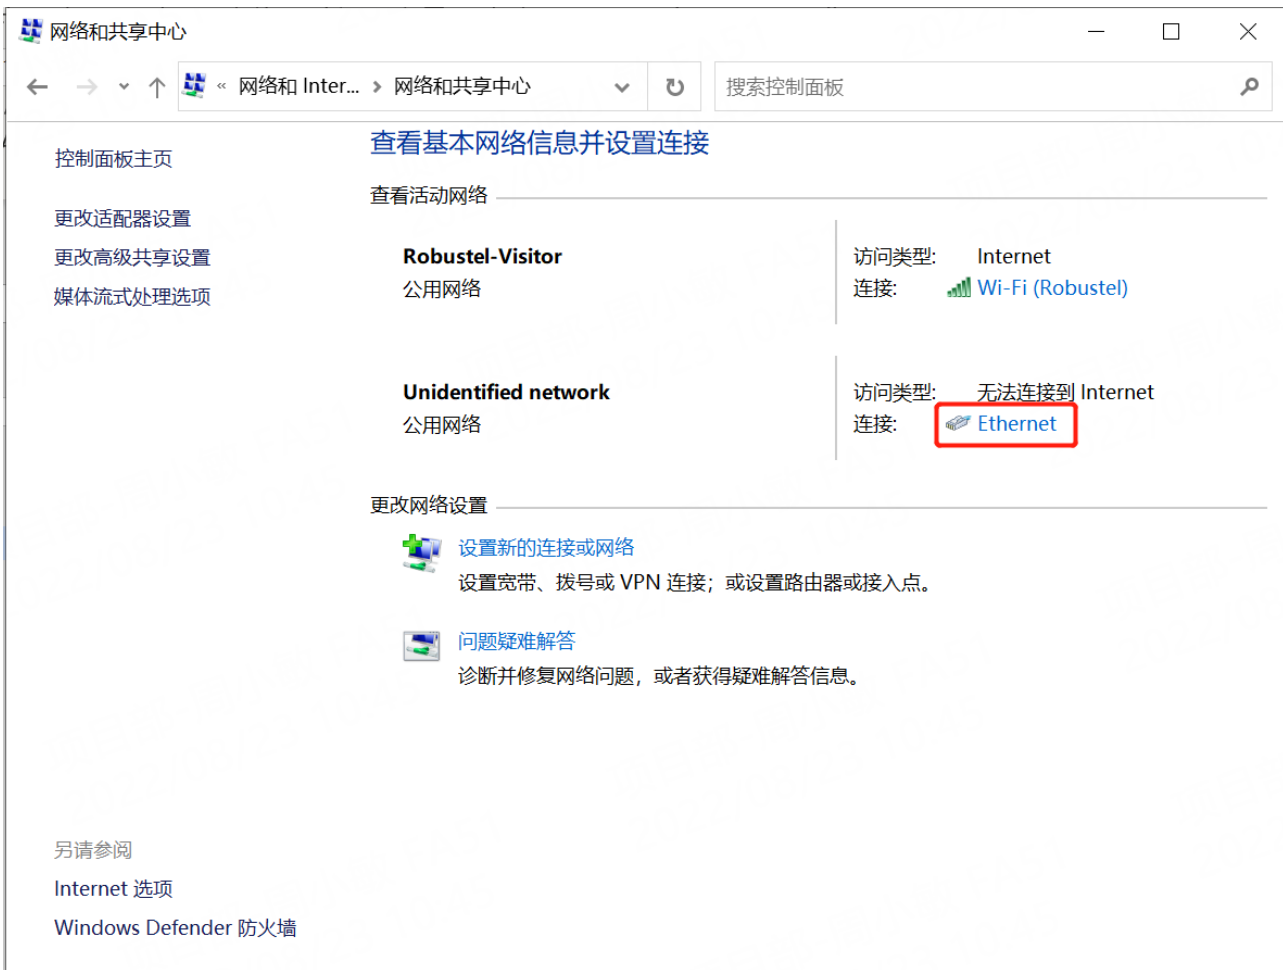 网络和共享中心
« 网络和 Inter... › 网络和共享中心
搜索控制面板
控制面板主页
更改适配器设置
更改高级共享设置
媒体流式处理选项
查看基本网络信息并设置连接
查看活动网络
Robustel-Visitor
公用网络
访问类型: Internet
连接: Wi-Fi (Robustel)
Unidentified network
公用网络
访问类型: 无法连接到 Internet
连接: Ethernet
更改网络设置
设置新的连接或网络
设置宽带、拨号或 VPN 连接；或设置路由器或接入点。
问题疑难解答
诊断并修复网络问题，或者获得疑难解答信息。
另请参阅
Internet 选项
Windows Defender 防火墙